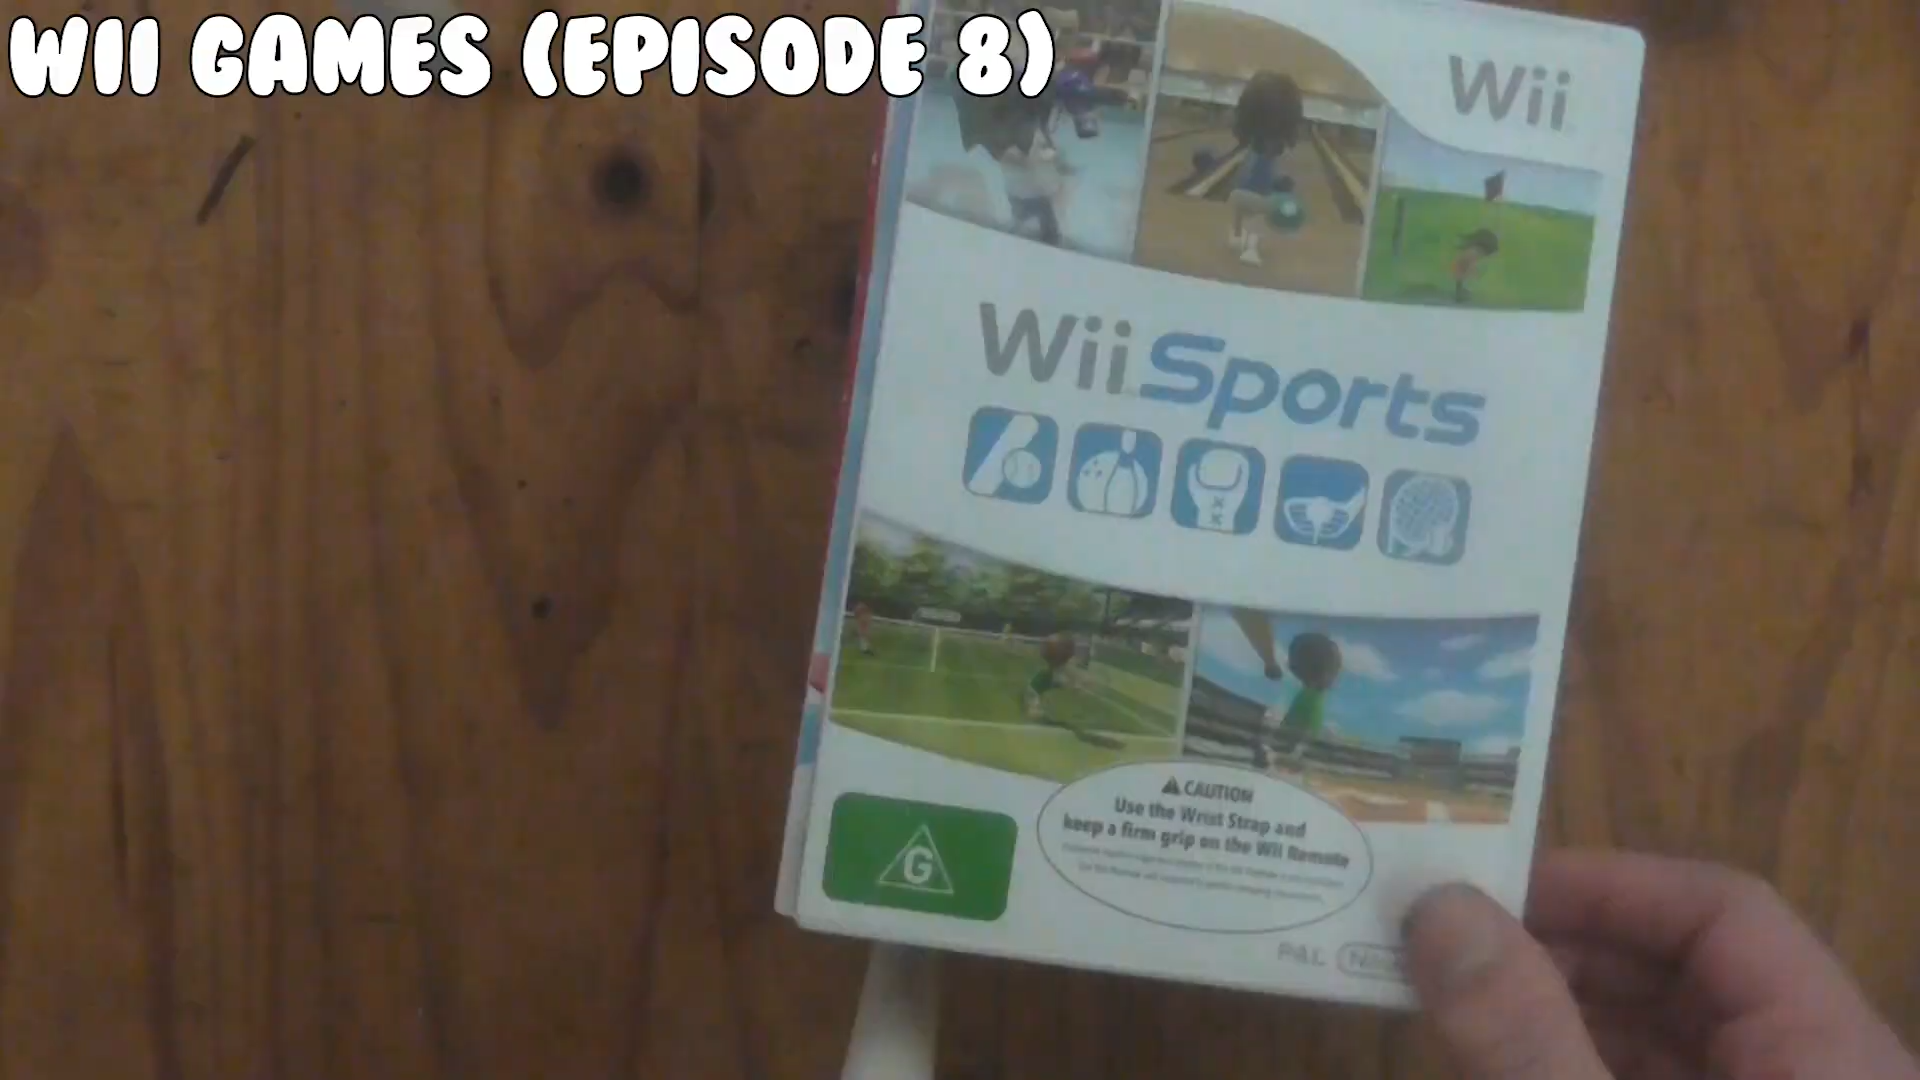 WII GAMES (EPISODE 8)
Wii
Wii Sports
CAUTION
Use the Wrist Strap and
keep a firm grip on the Wii Remote
G
PAL